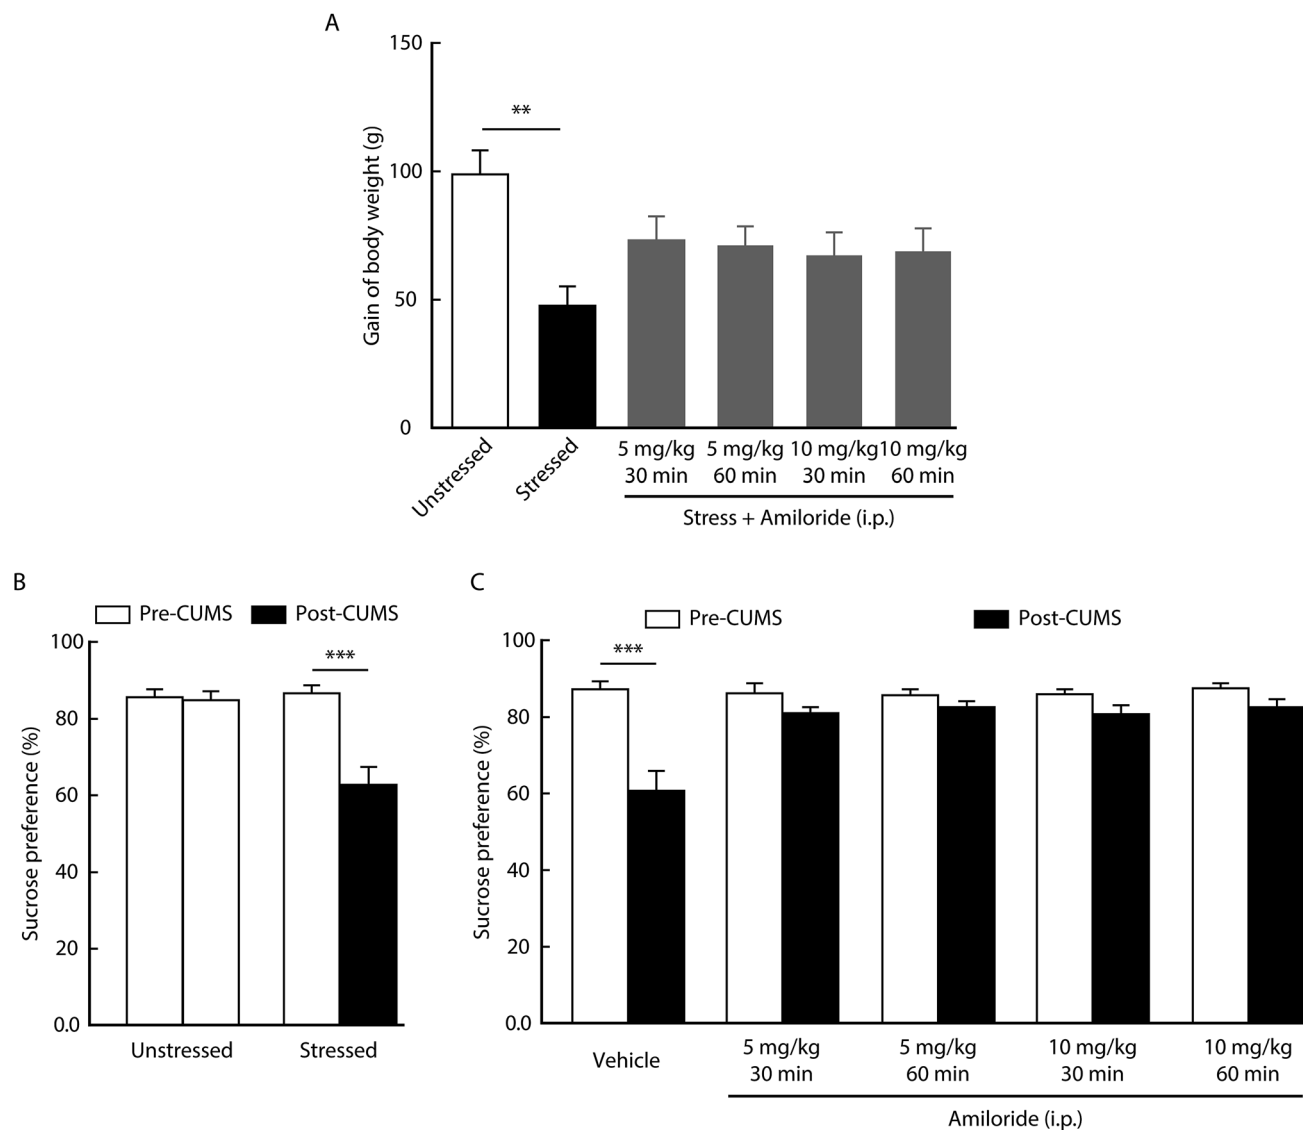 A
150
100
50
0
Gain of body weight (g)
**
Unstressed
Stressed
5 mg/kg
30 min
5 mg/kg
60 min
10 mg/kg
30 min
10 mg/kg
60 min
Stress + Amiloride (i.p.)
B
Pre-CUMS
Post-CUMS
100
80
60
40
20
0.0
Sucrose preference (%)
***
Unstressed
Stressed
C
Pre-CUMS
Post-CUMS
100
80
60
40
20
0.0
Sucrose preference (%)
***
Vehicle
5 mg/kg
30 min
5 mg/kg
60 min
10 mg/kg
30 min
10 mg/kg
60 min
Amiloride (i.p.)